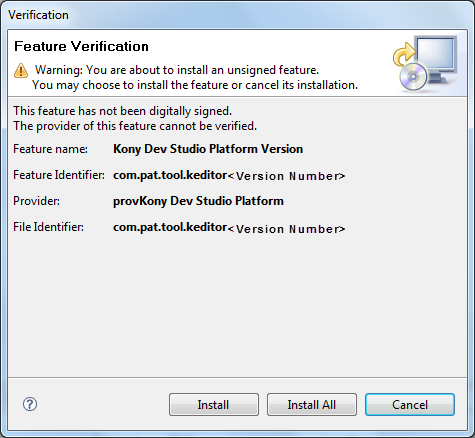 Verification
Feature Verification
Warning: You are about to install an unsigned feature.
You may choose to install the feature or cancel its installation.
This feature has not been digitally signed.
The provider of this feature cannot be verified.
Feature name: Kony Dev Studio Platform Version
Feature Identifier: com.pat.tool.keditor<Version Number>
Provider: provKony Dev Studio Platform
File Identifier: com.pat.tool.keditor<Version Number>
? Install Install All Cancel